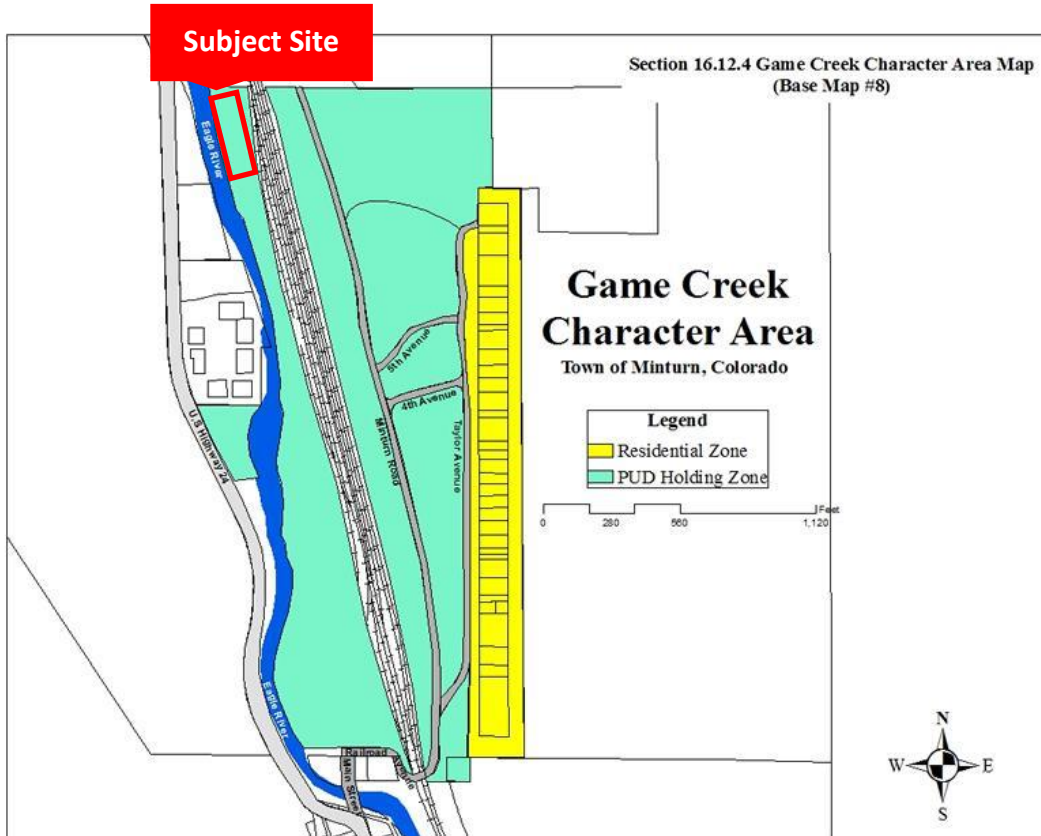 Subject Site
Section 16.12.4 Game Creek Character Area Map
(Base Map #8)
Eagle River
Game Creek
Character Area
Town of Minturn, Colorado
5th Avenue
4th Avenue
Legend
Residential Zone
PUD Holding Zone
U.S Highway 24
Minturn Road
Taylor Avenue
Feet
0 280 560 1,120
Eagle River
Railroad
Avenue
Main Street
N
W E
S